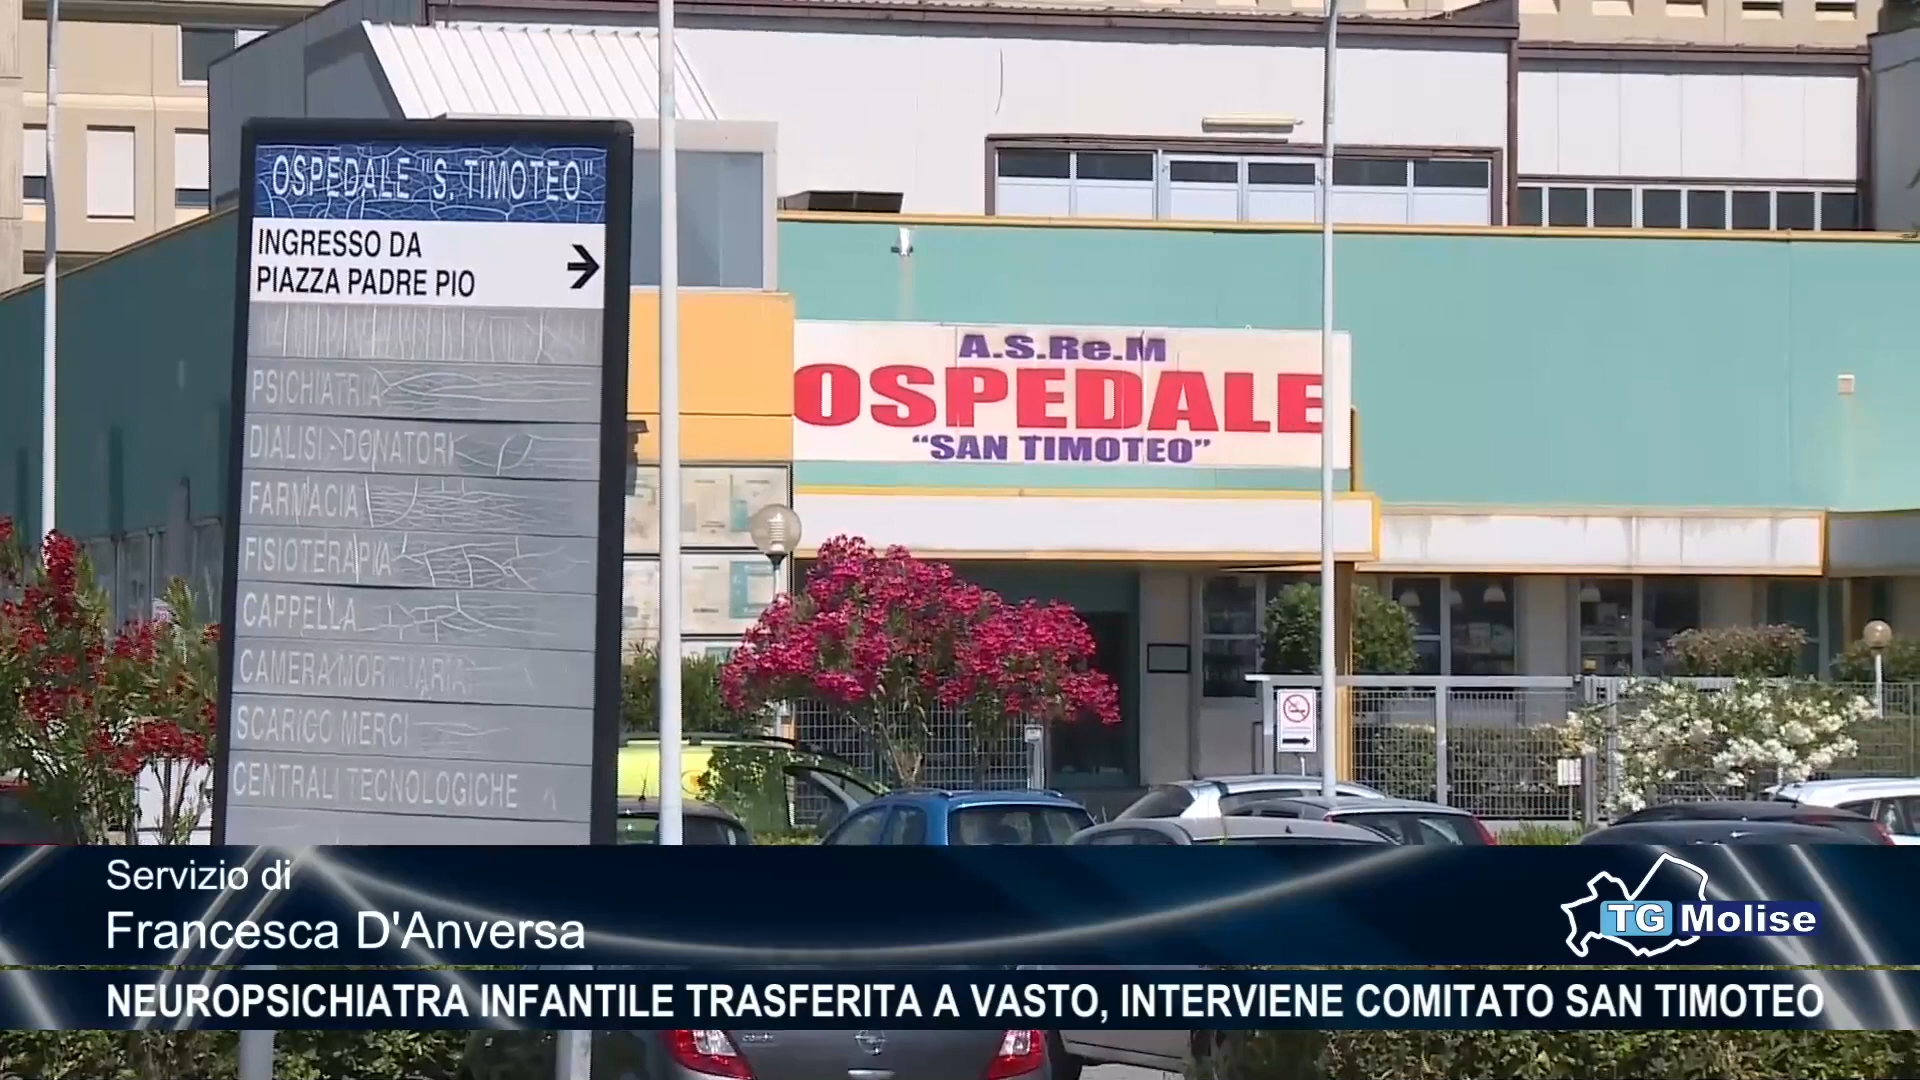 OSPEDALE "S. TIMOTEO"
INGRESSO DA
PIAZZA PADRE PIO
PSICHIATRIA
DIALISI - DONATORI
FARMACIA
FISIOTERAPIA
CAPPELLA
CAMERA MORTUARIA
SCARICO MERCI
CENTRALI TECNOLOGICHE
A.S.Re.M
OSPEDALE
“SAN TIMOTEO”
Servizio di
Francesca D'Anversa
TG Molise
NEUROPSICHIATRA INFANTILE TRASFERITA A VASTO, INTERVIENE COMITATO SAN TIMOTEO